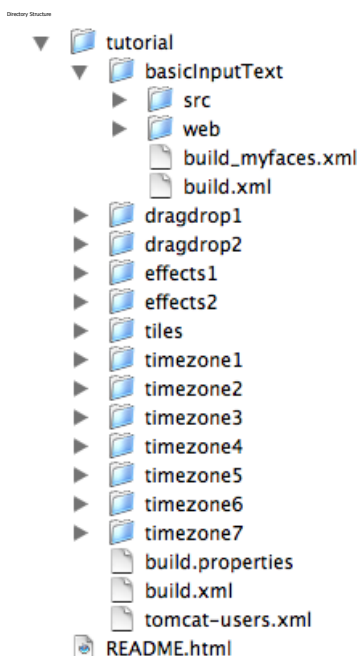 Directory Structure
tutorial
basicInputText
src
web
build_myfaces.xml
build.xml
dragdrop1
dragdrop2
effects1
effects2
tiles
timezone1
timezone2
timezone3
timezone4
timezone5
timezone6
timezone7
build.properties
build.xml
tomcat-users.xml
README.html